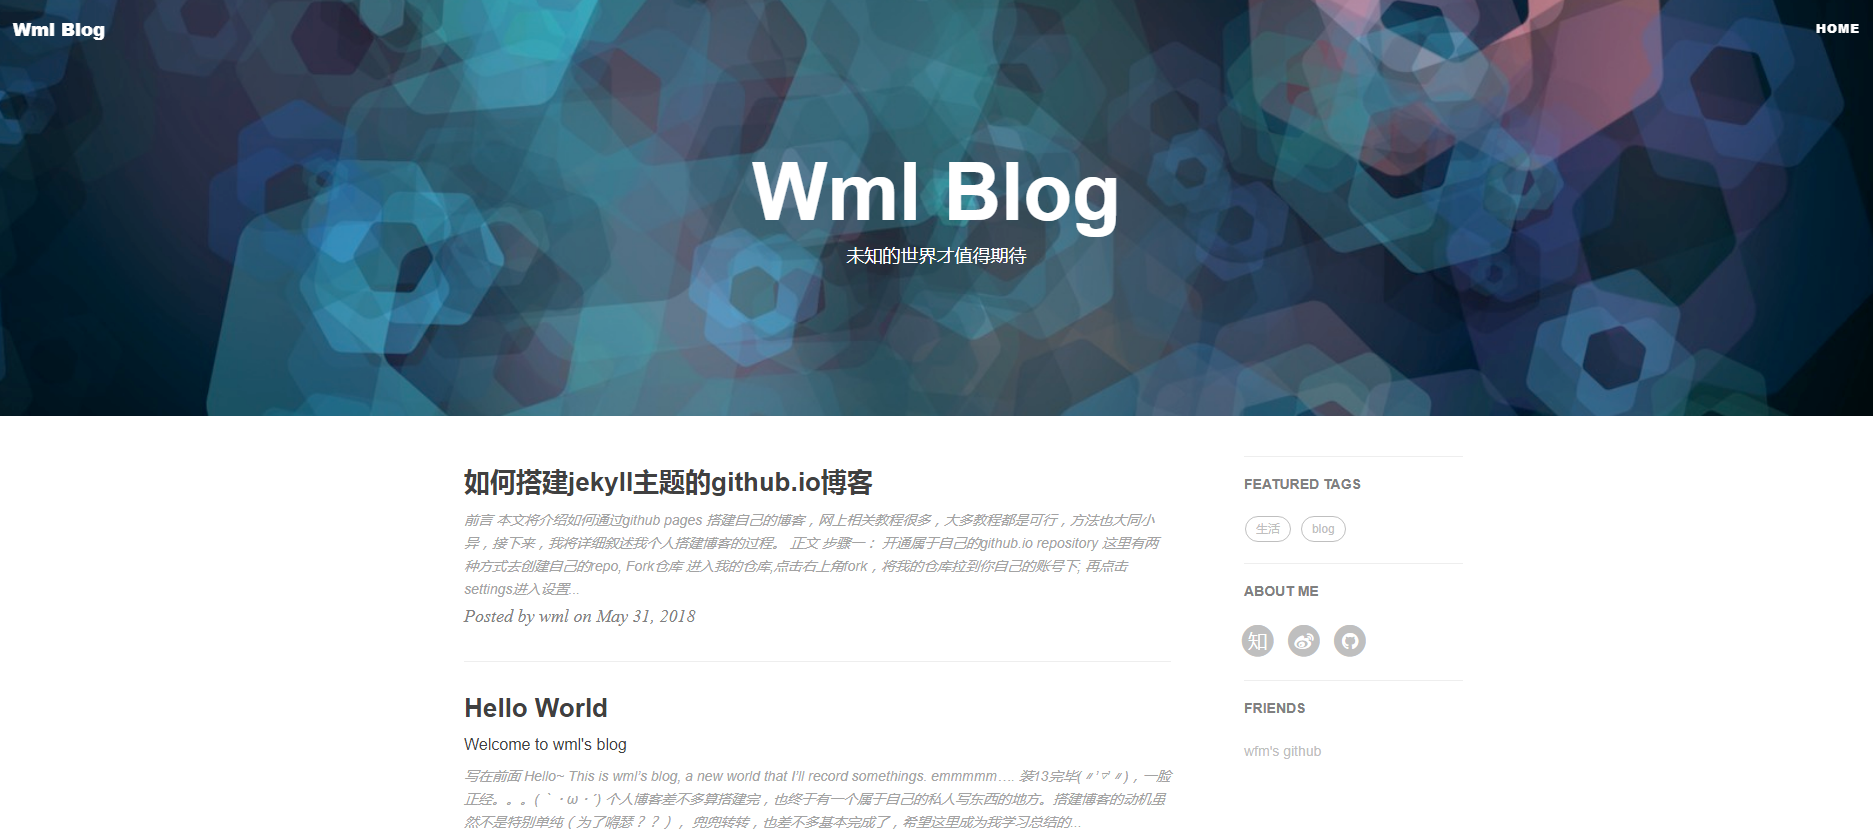 Wml Blog
HOME
Wml Blog
未知的世界才值得期待
如何搭建jekyll主题的github.io博客
前言 本文将介绍如何通过github pages 搭建自己的博客，网上相关教程很多，大多教程都是可行，方法也大同小
异，接下来，我将详细叙述我个人搭建博客的过程。 正文 步骤一： 开通属于自己的github.io repository 这里有两
种方式去创建自己的repo, Fork仓库 进入我的仓库,点击右上角fork，将我的仓库拉到你自己的账号下; 再点击
settings进入设置...
Posted by wml on May 31, 2018
Hello World
Welcome to wml's blog
写在前面 Hello~ This is wml’s blog, a new world that I’ll record somethings. emmmmm…. 装13完毕(〃'▽'〃)，一脸
正经。。。(｀・ω・´) 个人博客差不多算搭建完，也终于有一个属于自己的私人写东西的地方。搭建博客的动机虽
然不是特别单纯（为了嘚瑟？？）， 兜兜转转，也差不多基本完成了，希望这里成为我学习总结的...
FEATURED TAGS
生活 blog
ABOUT ME
知
FRIENDS
wfm's github